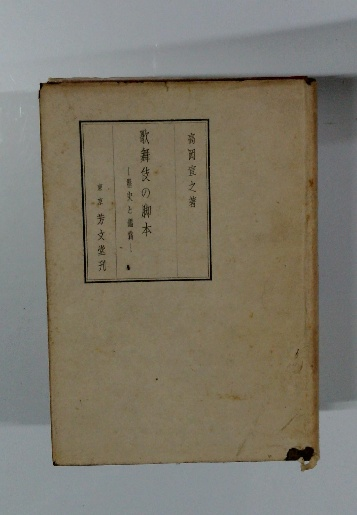 高岡宣之著
歌舞伎の脚本
―歴史と鑑賞―
東京 芳文堂刊